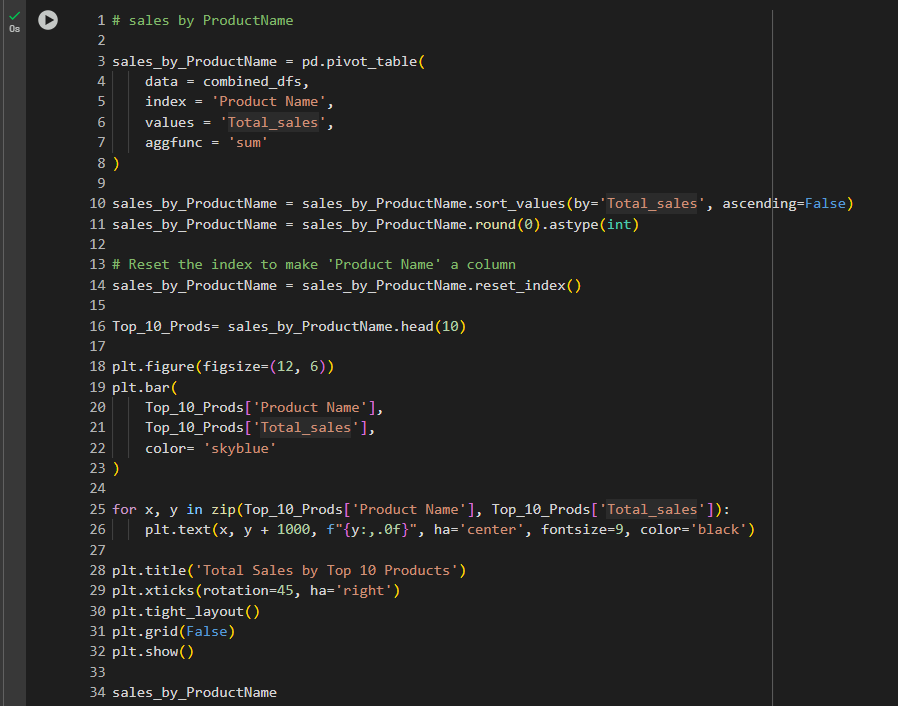 0s
1 # sales by ProductName
2
3 sales_by_ProductName = pd.pivot_table(
4     data = combined_dfs,
5     index = 'Product Name',
6     values = 'Total_sales',
7     aggfunc = 'sum'
8 )
9
10 sales_by_ProductName = sales_by_ProductName.sort_values(by='Total_sales', ascending=False)
11 sales_by_ProductName = sales_by_ProductName.round(0).astype(int)
12
13 # Reset the index to make 'Product Name' a column
14 sales_by_ProductName = sales_by_ProductName.reset_index()
15
16 Top_10_Prods= sales_by_ProductName.head(10)
17
18 plt.figure(figsize=(12, 6))
19 plt.bar(
20     Top_10_Prods['Product Name'],
21     Top_10_Prods['Total_sales'],
22     color= 'skyblue'
23 )
24
25 for x, y in zip(Top_10_Prods['Product Name'], Top_10_Prods['Total_sales']):
26     plt.text(x, y + 1000, f"{y:,.0f}", ha='center', fontsize=9, color='black')
27
28 plt.title('Total Sales by Top 10 Products')
29 plt.xticks(rotation=45, ha='right')
30 plt.tight_layout()
31 plt.grid(False)
32 plt.show()
33
34 sales_by_ProductName